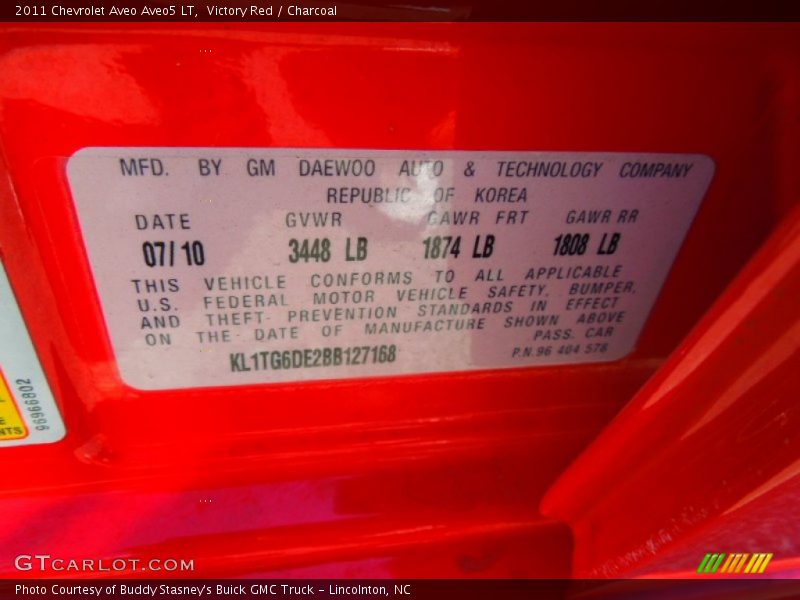 2011 Chevrolet Aveo Aveo5 LT,  Victory Red / Charcoal
MFD. BY GM DAEWOO AUTO & TECHNOLOGY COMPANY
REPUBLIC OF KOREA
DATE GVWR GAWR FRT GAWR RR
07/10 3448 LB 1874 LB 1808 LB
THIS VEHICLE CONFORMS TO ALL APPLICABLE
U.S. FEDERAL MOTOR VEHICLE SAFETY, BUMPER,
AND THEFT- PREVENTION STANDARDS IN EFFECT
ON THE DATE OF MANUFACTURE SHOWN ABOVE
PASS. CAR
KL1TG6DE2BB127168
P.N.96 404 578
96966802
GTCARLOT.COM
Photo Courtesy of Buddy Stasney's Buick GMC Truck - Lincolnton, NC